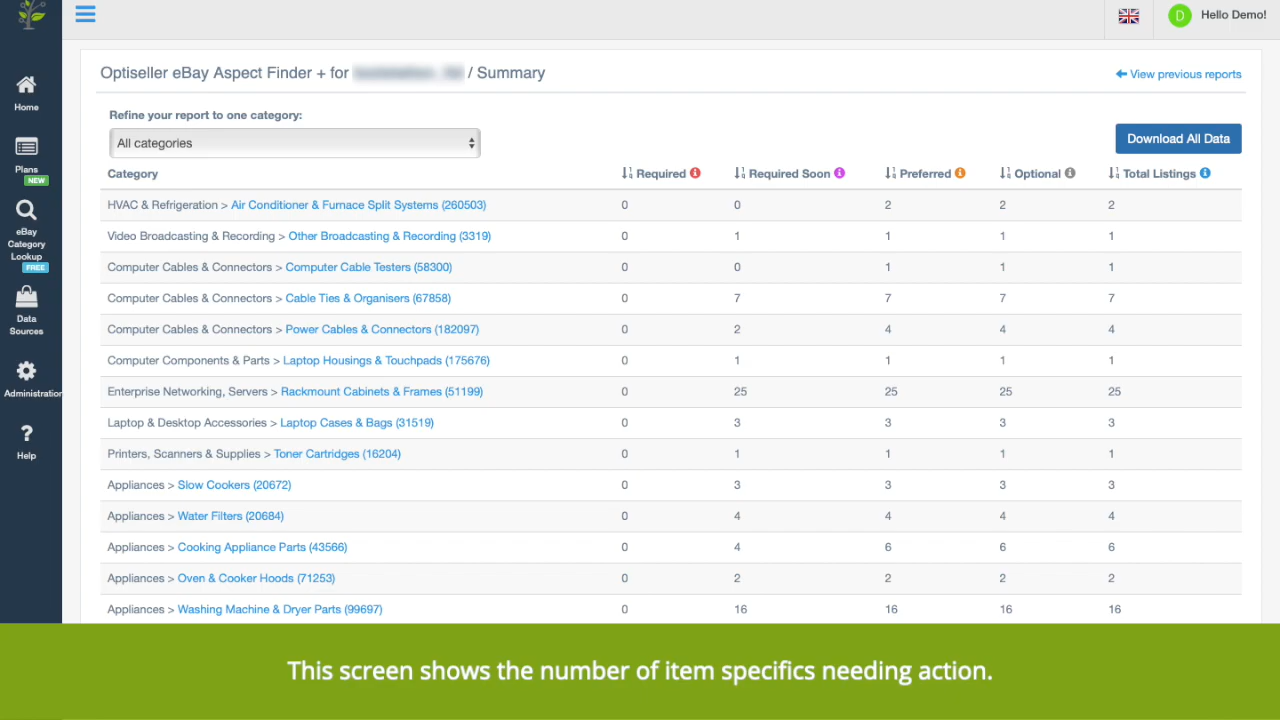 Hello Demo!
D
Home
Plans
NEW
eBay
Category
Lookup
FREE
Data
Sources
Administration
?
Help
Optiseller eBay Aspect Finder + for / Summary
View previous reports
Refine your report to one category:
All categories
Download All Data
Category Required Required Soon Preferred Optional Total Listings
HVAC & Refrigeration > Air Conditioner & Furnace Split Systems (260503) 0 0 2 2 2
Video Broadcasting & Recording > Other Broadcasting & Recording (3319) 0 1 1 1 1
Computer Cables & Connectors > Computer Cable Testers (58300) 0 0 1 1 1
Computer Cables & Connectors > Cable Ties & Organisers (67858) 0 7 7 7 7
Computer Cables & Connectors > Power Cables & Connectors (182097) 0 2 4 4 4
Computer Components & Parts > Laptop Housings & Touchpads (175676) 0 1 1 1 1
Enterprise Networking, Servers > Rackmount Cabinets & Frames (51199) 0 25 25 25 25
Laptop & Desktop Accessories > Laptop Cases & Bags (31519) 0 3 3 3 3
Printers, Scanners & Supplies > Toner Cartridges (16204) 0 1 1 1 1
Appliances > Slow Cookers (20672) 0 3 3 3 3
Appliances > Water Filters (20684) 0 4 4 4 4
Appliances > Cooking Appliance Parts (43566) 0 4 6 6 6
Appliances > Oven & Cooker Hoods (71253) 0 2 2 2 2
Appliances > Washing Machine & Dryer Parts (99697) 0 16 16 16 16
This screen shows the number of item specifics needing action.